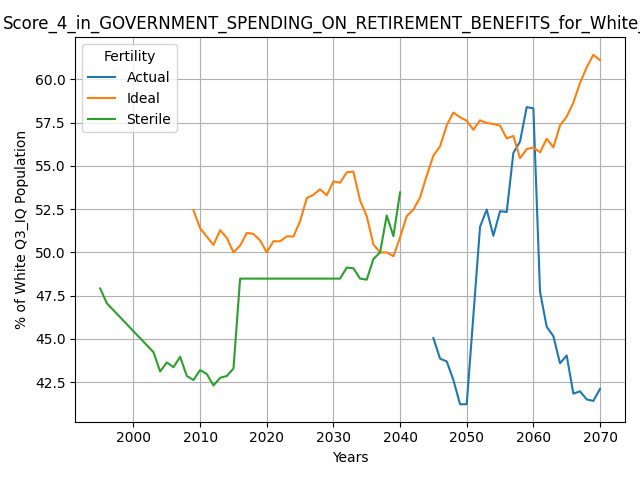 Score_4_in_GOVERNMENT_SPENDING_ON_RETIREMENT_BENEFITS_for_White_
Fertility
Actual
Ideal
Sterile
% of White Q3_IQ Population
60.0
57.5
55.0
52.5
50.0
47.5
45.0
42.5
2000 2010 2020 2030 2040 2050 2060 2070
Years